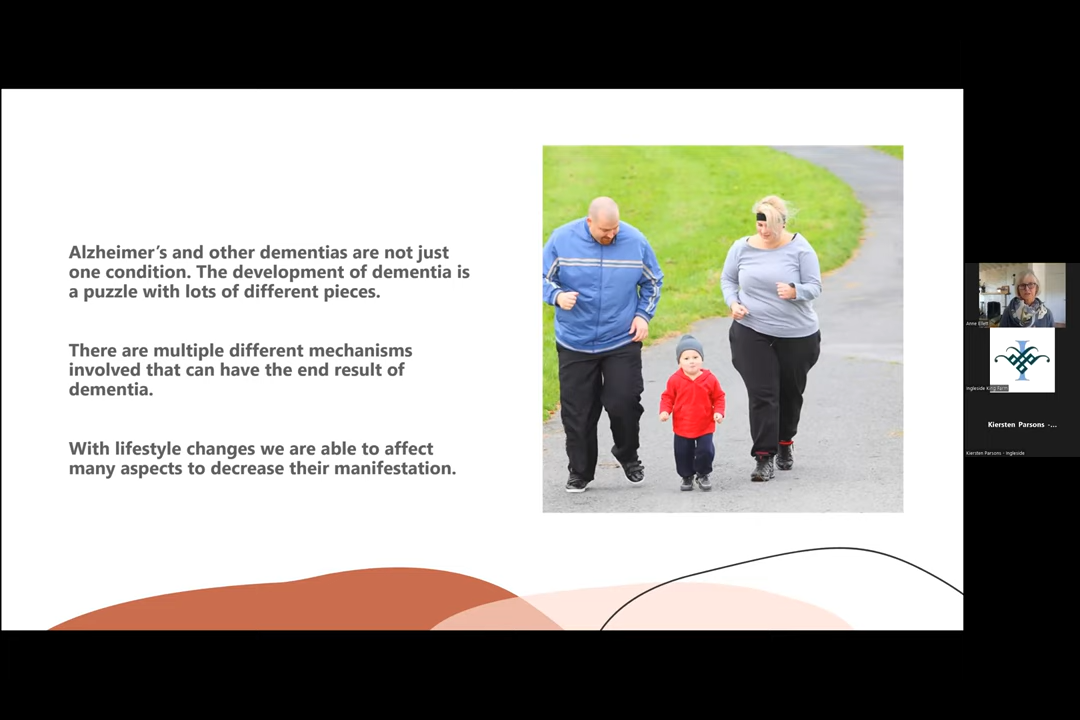 Alzheimer's and other dementias are not just
one condition. The development of dementia is
a puzzle with lots of different pieces.
There are multiple different mechanisms
involved that can have the end result of
dementia.
With lifestyle changes we are able to affect
many aspects to decrease their manifestation.
Anne Ellett
Ingleside King Farm
Kiersten Parsons -...
Kiersten Parsons - Ingleside